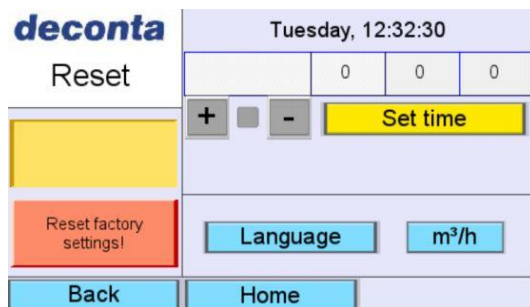 deconta
Tuesday, 12:32:30
Reset
0 0 0
+ -
Set time
Reset factory
settings!
Language
m³/h
Back
Home